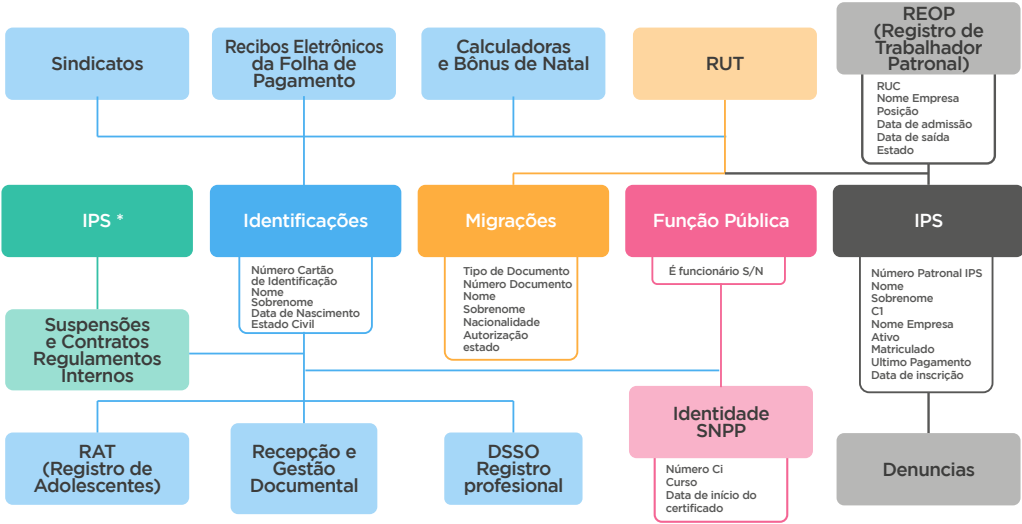 Sindicatos
Recibos Eletrônicos
da Folha de
Pagamento
Calculadoras
e Bônus de Natal
RUT
REOP
(Registro de
Trabalhador
Patronal)
RUC
Nome Empresa
Posição
Data de admissão
Data de saída
Estado
IPS *
Identificações
Número Cartão
de Identificação
Nome
Sobrenome
Data de Nascimento
Estado Civil
Migrações
Tipo de Documento
Número Documento
Nome
Sobrenome
Nacionalidade
Autorização
estado
Função Pública
É funcionário S/N
IPS
Número Patronal IPS
Nome
Sobrenome
C1
Nome Empresa
Ativo
Matriculado
Ultimo Pagamento
Data de inscrição
Suspensões
e Contratos
Regulamentos
Internos
RAT
(Registro de
Adolescentes)
Recepção e
Gestão
Documental
DSSO
Registro
profesional
Identidade
SNPP
Número Ci
Curso
Data de início do
certificado
Denuncias